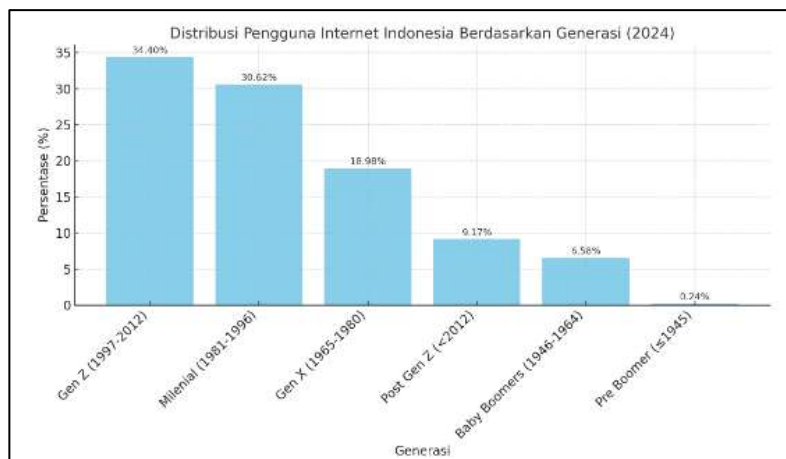 Distribusi Pengguna Internet Indonesia Berdasarkan Generasi (2024)
Persentase (%)
35
30
25
20
15
10
5
0
34.40%
30.62%
18.98%
9.17%
6.58%
0.24%
Gen Z (1997-2012)
Milenial (1981-1996)
Gen X (1965-1980)
Post Gen Z (<2012)
Baby Boomers (1946-1964)
Pre Boomer (≤1945)
Generasi